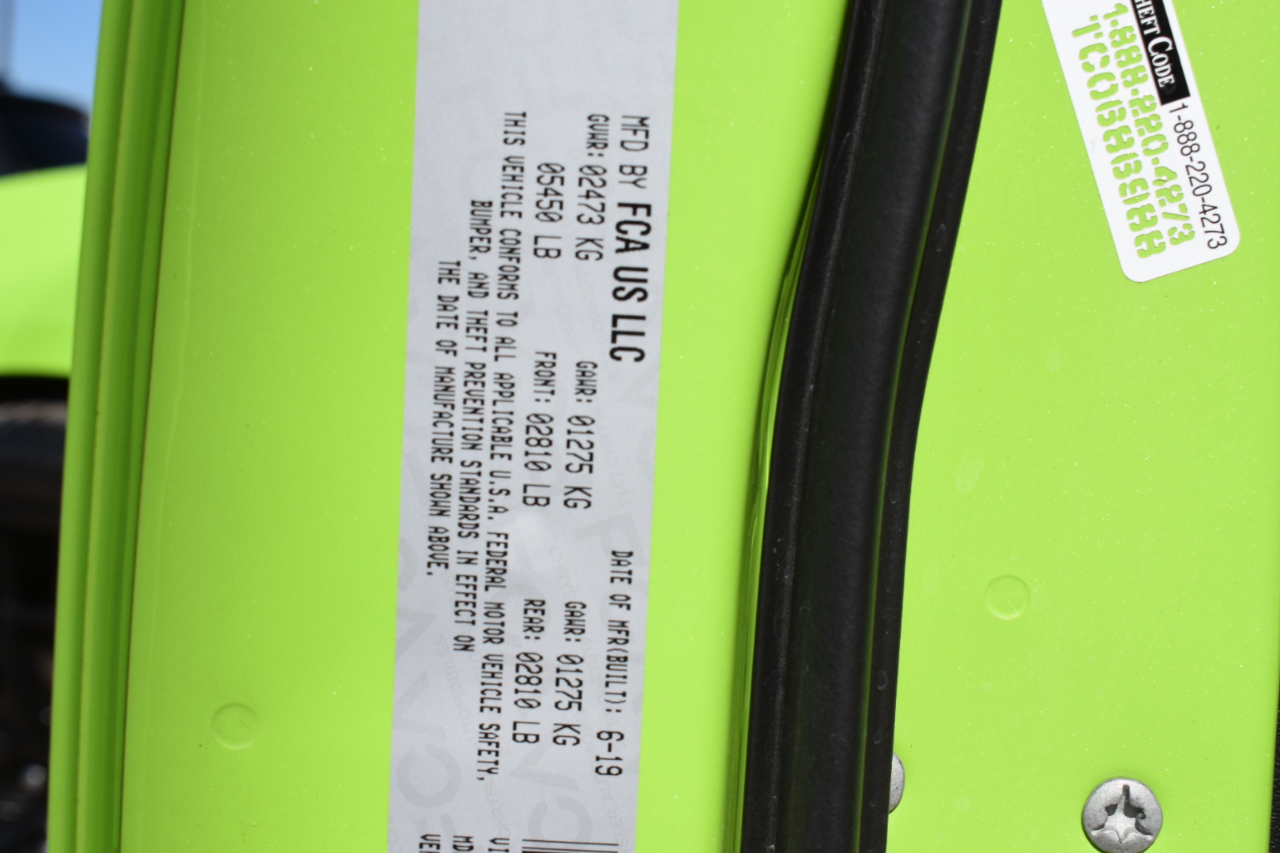 MFD BY FCA US LLC
DATE OF MFR(BUILT): 6-19
GVWR: 02473 KG
GAWR: 01275 KG
GAWR: 01275 KG
05450 LB
FRONT: 02810 LB
REAR: 02810 LB
THIS VEHICLE CONFORMS TO ALL APPLICABLE U.S.A. FEDERAL MOTOR VEHICLE SAFETY,
BUMPER, AND THEFT PREVENTION STANDARDS IN EFFECT ON
THE DATE OF MANUFACTURE SHOWN ABOVE.
VI
MD
VE
CODE 1-888-220-4273
1-888-220-4273